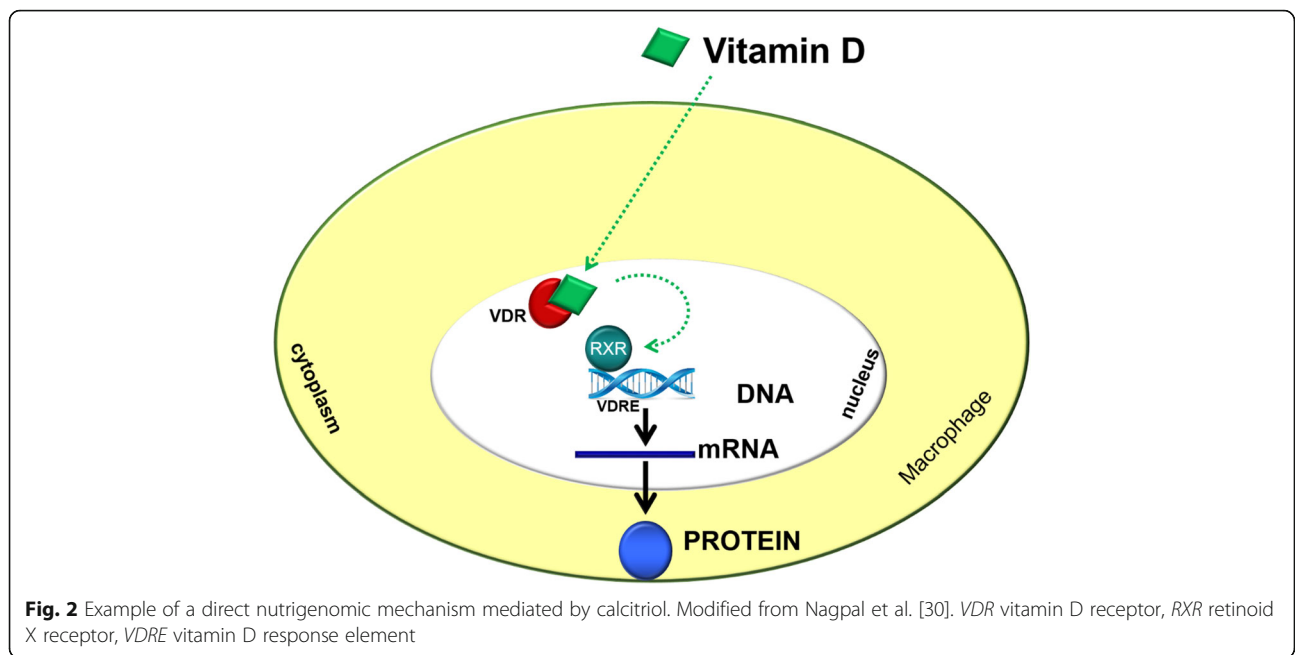 Vitamin D
VDR
RXR
VDRE
DNA
mRNA
PROTEIN
cytoplasm
nucleus
Macrophage
Fig. 2 Example of a direct nutrigenomic mechanism mediated by calcitriol. Modified from Nagpal et al. [30]. VDR vitamin D receptor, RXR retinoid
X receptor, VDRE vitamin D response element